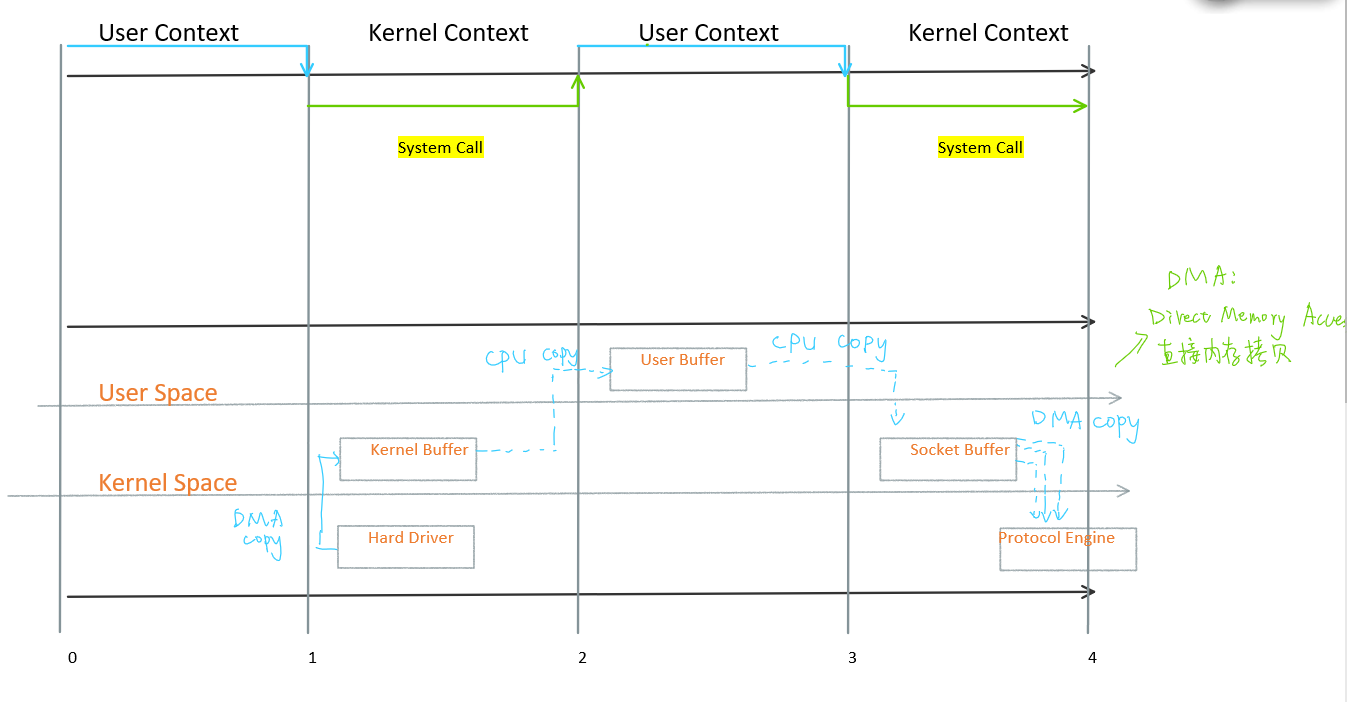 User Context
Kernel Context
User Context
Kernel Context
System Call
System Call
DMA:
Direct Memory Acces
直接内存拷贝
CPU copy
User Buffer
CPU copy
User Space
DMA copy
Kernel Buffer
Socket Buffer
Kernel Space
DMA
copy
Hard Driver
Protocol Engine
0
1
2
3
4